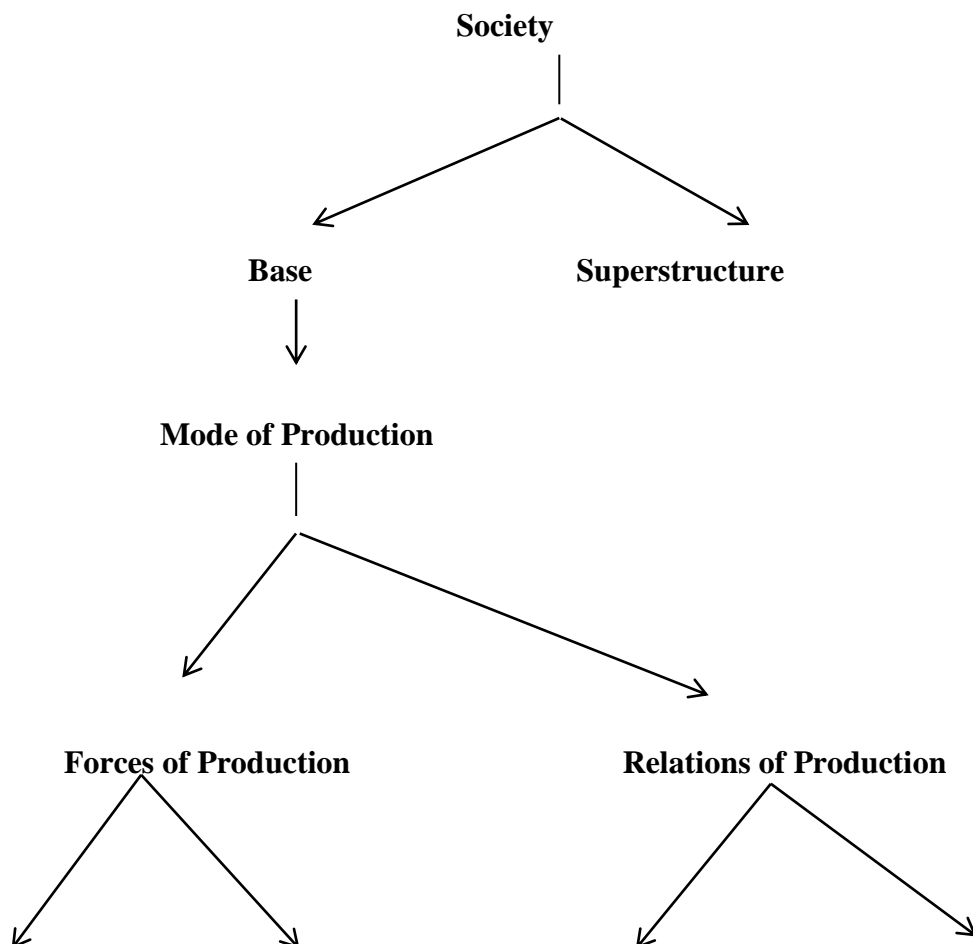 Society
Base Superstructure
Mode of Production
Forces of Production Relations of Production